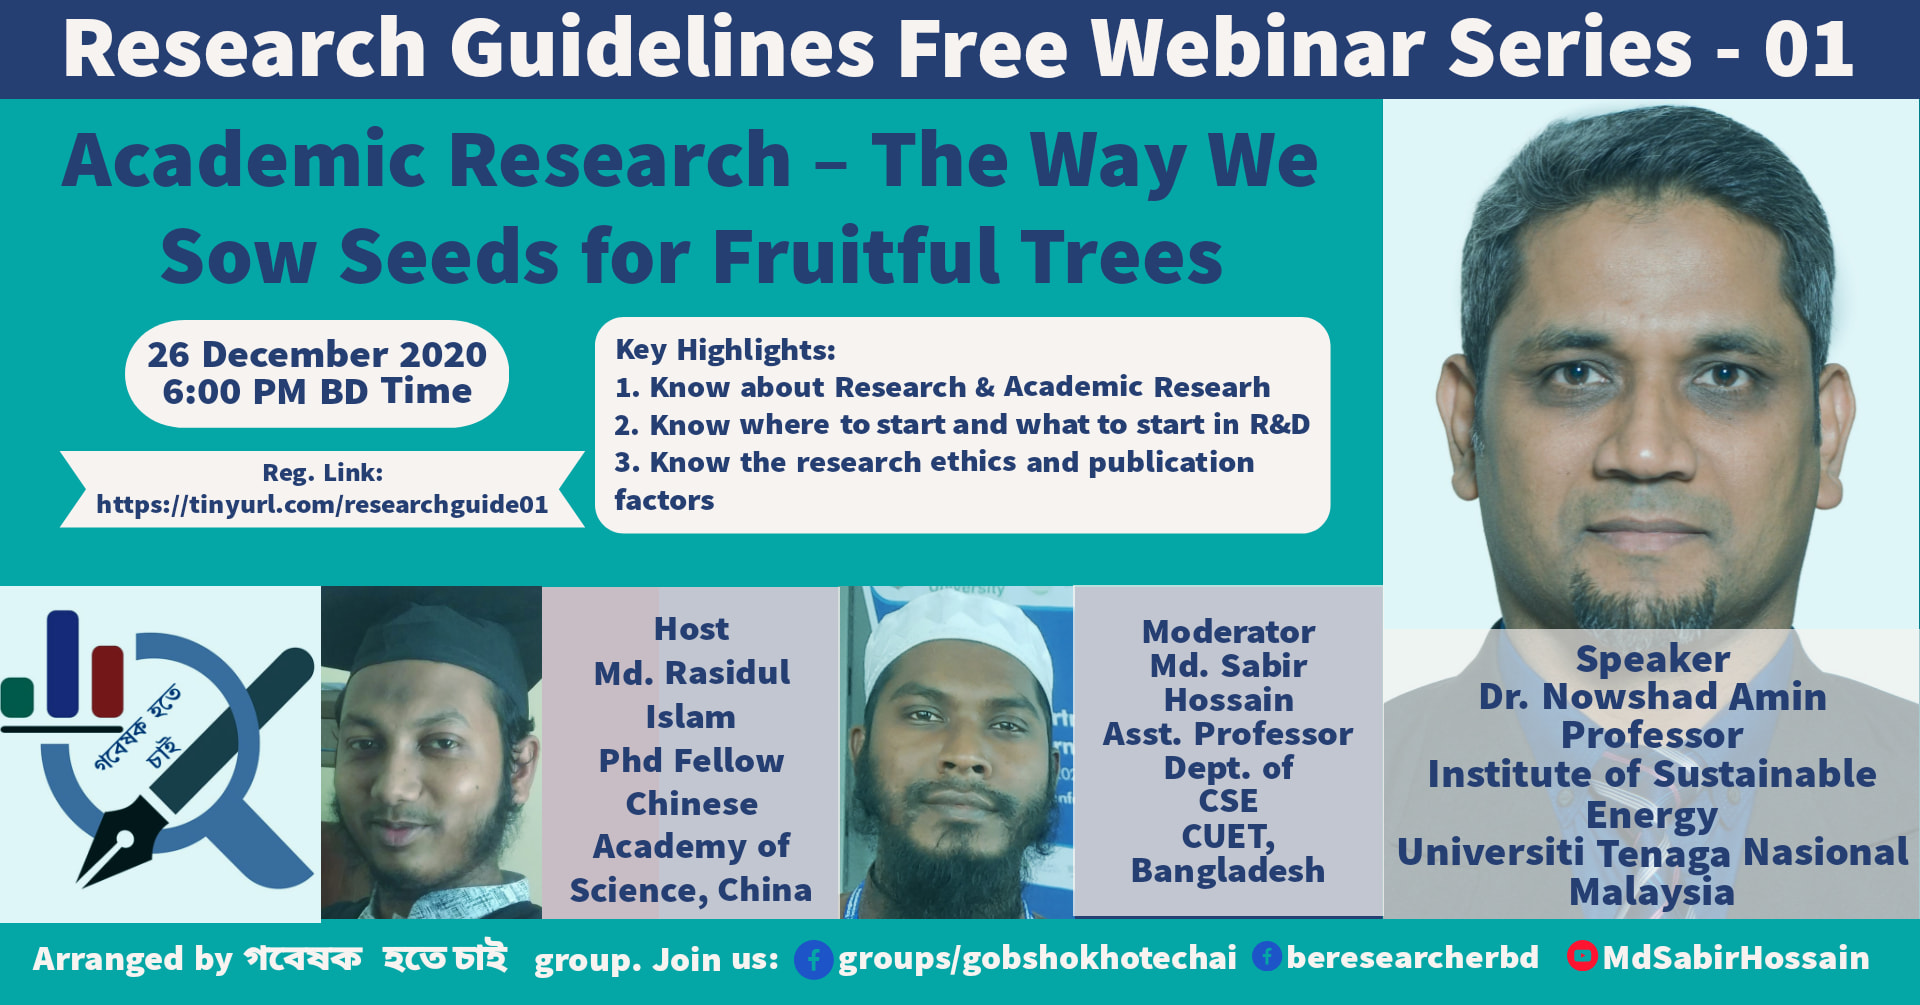 Research Guidelines Free Webinar Series - 01
Academic Research – The Way We
Sow Seeds for Fruitful Trees
26 December 2020
6:00 PM BD Time
Reg. Link:
https://tinyurl.com/researchguide01
Key Highlights:
1. Know about Research & Academic Researh
2. Know where to start and what to start in R&D
3. Know the research ethics and publication
factors
গবেষক হতে
চাই
Host
Md. Rasidul
Islam
Phd Fellow
Chinese
Academy of
Science, China
University
Moderator
Md. Sabir
Hossain
Asst. Professor
Dept. of
CSE
CUET,
Bangladesh
Speaker
Dr. Nowshad Amin
Professor
Institute of Sustainable
Energy
Universiti Tenaga Nasional
Malaysia
Arranged by গবেষক হতে চাই group. Join us: groups/gobshokhotechai beresearcherbd MdSabirHossain